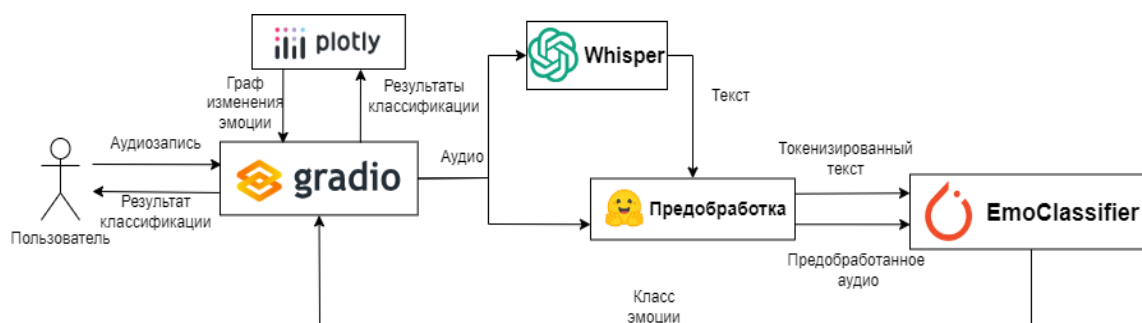 plotly
Whisper
Граф
изменения
эмоции
Результаты
классификации
Текст
Аудиозапись
gradio
Аудио
Токенизированный
текст
Результат
классификации
Предобработка
EmoClassifier
Пользователь
Предобработанное
аудио
Класс
эмоции